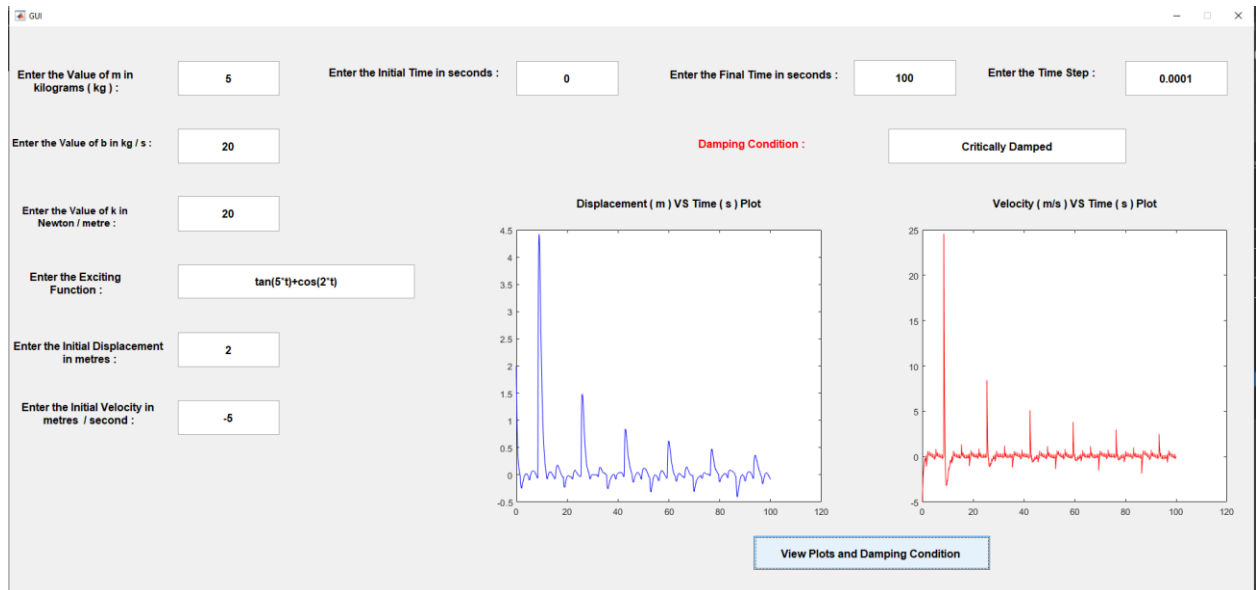 GUI
Enter the Value of m in
kilograms ( kg ) :
5
Enter the Initial Time in seconds :
0
Enter the Final Time in seconds :
100
Enter the Time Step :
0.0001
Enter the Value of b in kg / s :
20
Damping Condition :
Critically Damped
Enter the Value of k in
Newton / metre :
20
Enter the Exciting
Function :
tan(5*t)+cos(2*t)
Enter the Initial Displacement
in metres :
2
Enter the Initial Velocity in
metres / second :
-5
Displacement ( m ) VS Time ( s ) Plot
4.5
4
3.5
3
2.5
2
1.5
1
0.5
0
-0.5
0 20 40 60 80 100 120
Velocity ( m/s ) VS Time ( s ) Plot
25
20
15
10
5
0
-5
0 20 40 60 80 100 120
View Plots and Damping Condition